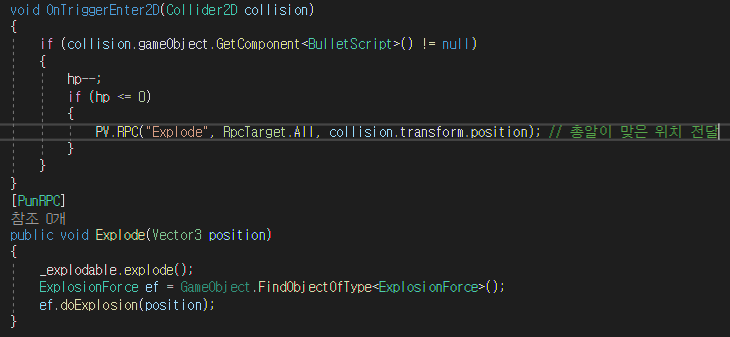 void OnTriggerEnter2D(Collider2D collision)
{
if (collision.gameObject.GetComponent<BulletScript>() != null)
{
hp--;
if (hp <= 0)
{
PV.RPC("Explode", RpcTarget.All, collision.transform.position); // 총알이 맞은 위치 전달
}
}
}
[PunRPC]
참조 0개
public void Explode(Vector3 position)
{
_explodable.explode();
ExplosionForce ef = GameObject.FindObjectOfType<ExplosionForce>();
ef.doExplosion(position);
}